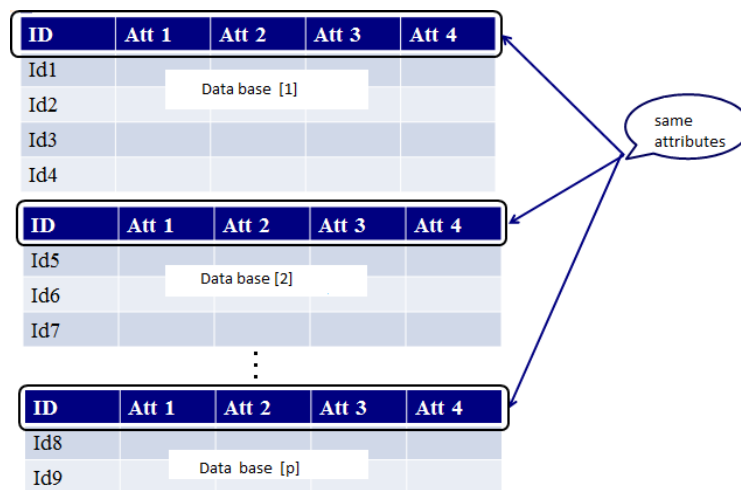 ID Att 1 Att 2 Att 3 Att 4
Id1
Data base [1]
Id2
Id3
Id4
same
attributes
ID Att 1 Att 2 Att 3 Att 4
Id5
Data base [2]
Id6
Id7
ID Att 1 Att 2 Att 3 Att 4
Id8
Data base [p]
Id9